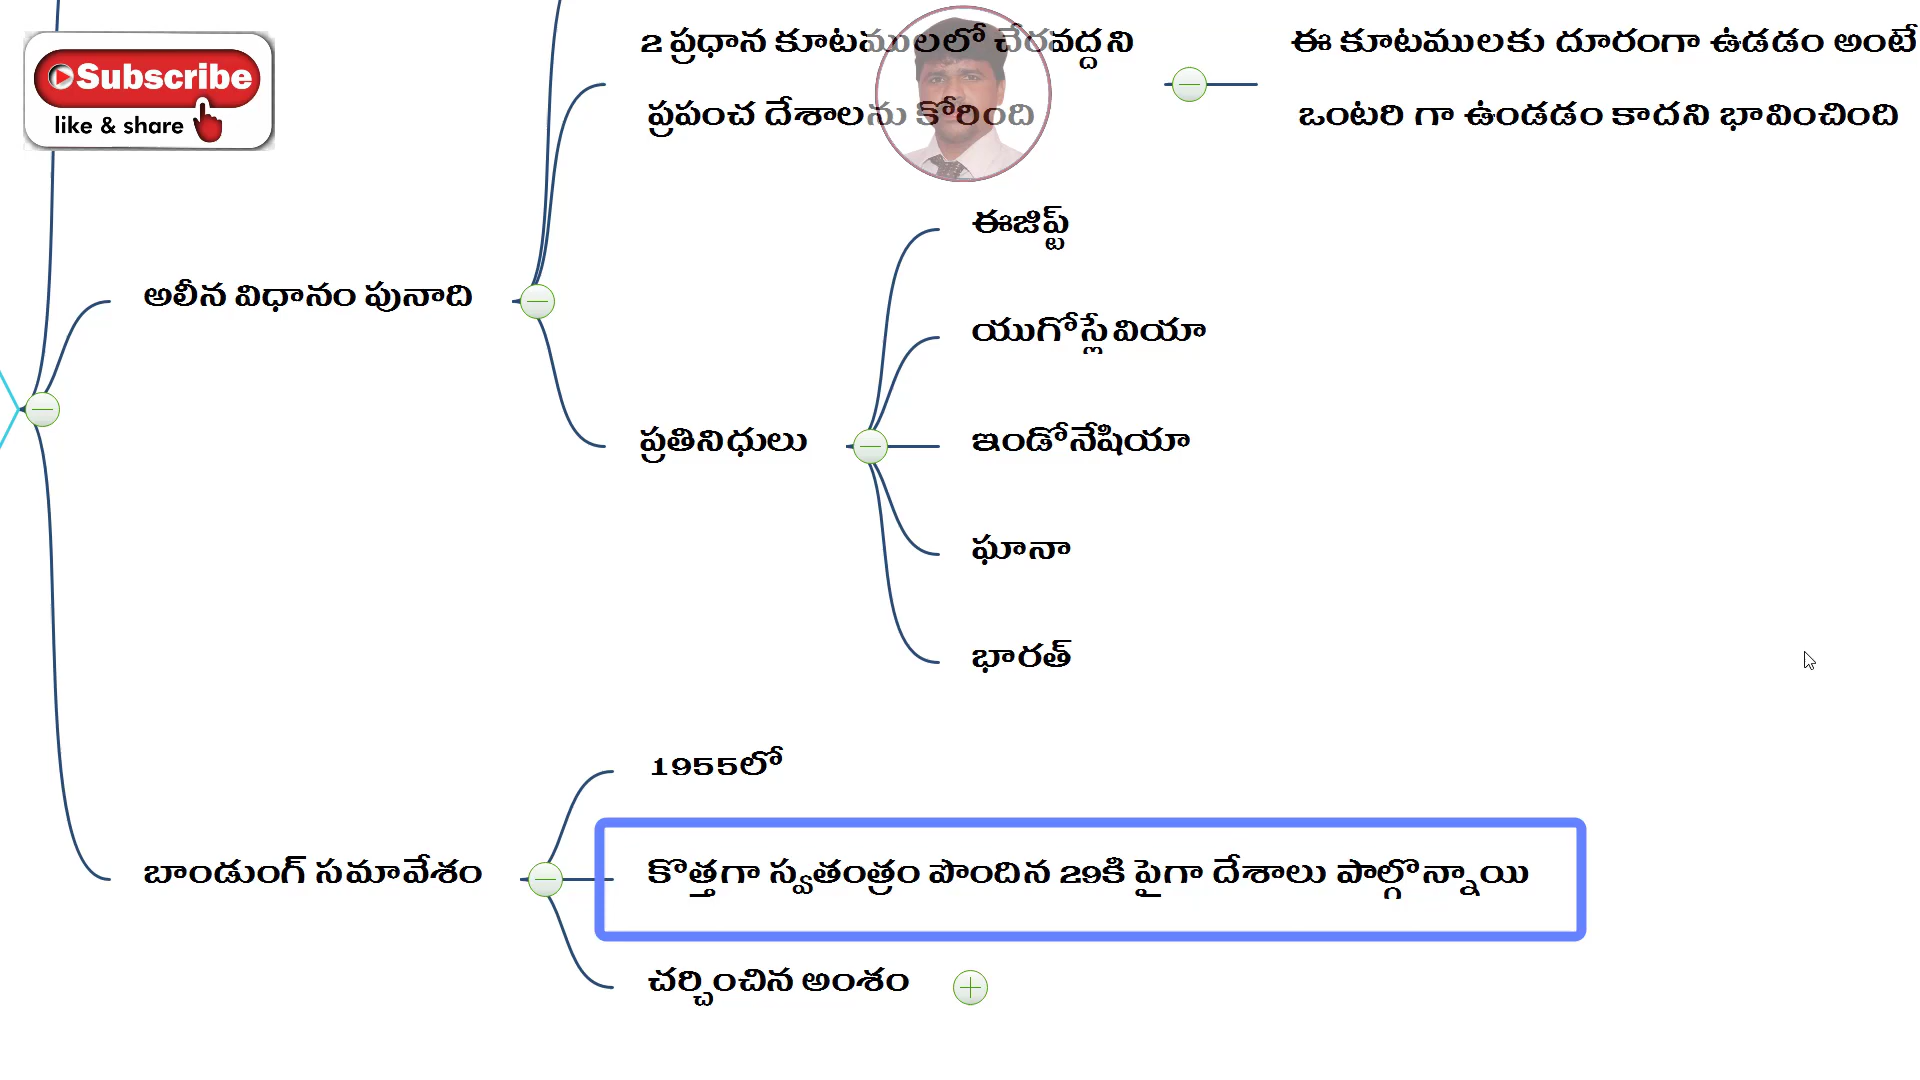 Subscribe
like & share
2 ప్రధాన కూటములలో చేరవద్దని
ప్రపంచ దేశాలను కోరింది
ఈ కూటములకు దూరంగా ఉడడం అంటే
ఒంటరి గా ఉండడం కాదని భావించింది
అలీన విధానం పునాది
ప్రతినిధులు
ఈజిప్ట్
యుగోస్లేవియా
ఇండోనేషియా
ఘానా
భారత్
బాండుంగ్ సమావేశం
1955లో
కొత్తగా స్వతంత్రం పొందిన 29కి పైగా దేశాలు పాల్గొన్నాయి
చర్చించిన అంశం